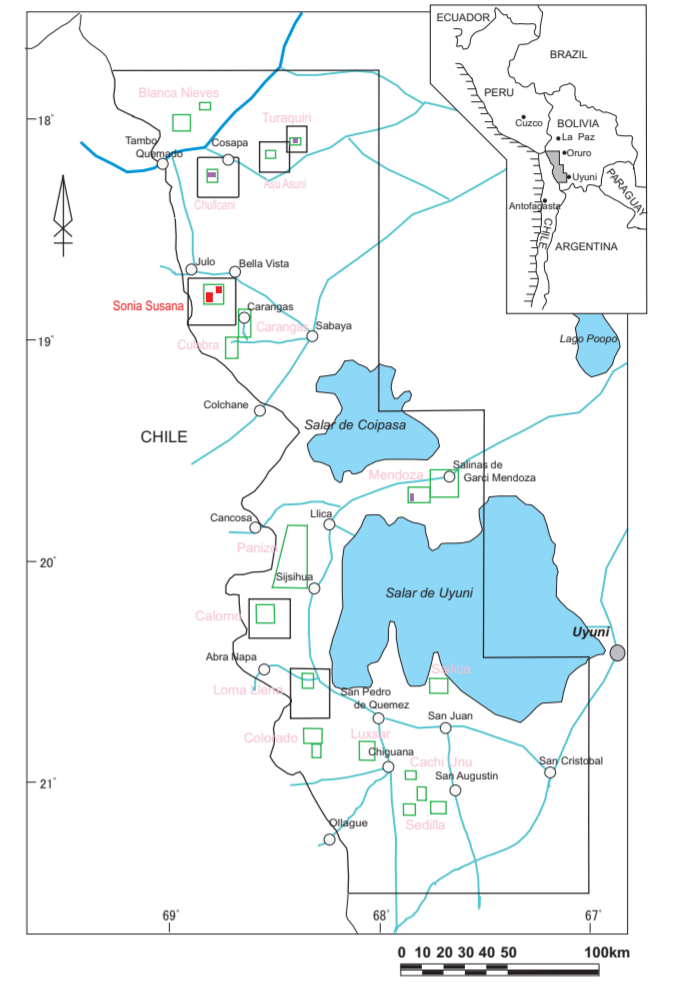 ECUADOR
BRAZIL
PERU
Cuzco
BOLIVIA
La Paz
Oruro
Uyuni
PARAGUAY
Antofagasta
CHILE
ARGENTINA
Blanca Nieves
18°
Turaquiri
Tambo
Quemado
Cosapa
Asu Asuni
Chullcani
Julo
Bella Vista
Sonia Susana
Carangas
Carangas
Sabaya
19°
Culebra
Lago Poopo
Colchane
CHILE
Salar de Coipasa
Salinas de
Garci Mendoza
Mendoza
Cancosa
Llica
Panizo
20°
Sijsihua
Salar de Uyuni
Calorno
Uyuni
Abra Napa
Sailica
Loma Llena
San Pedro
de Quemez
San Juan
Colorado
Luxsar
Chiguana
Cachi Unu
San Cristobal
San Augustin
21°
Sedilla
Ollague
69°
68°
67°
0 10 20 30 40 50 100km